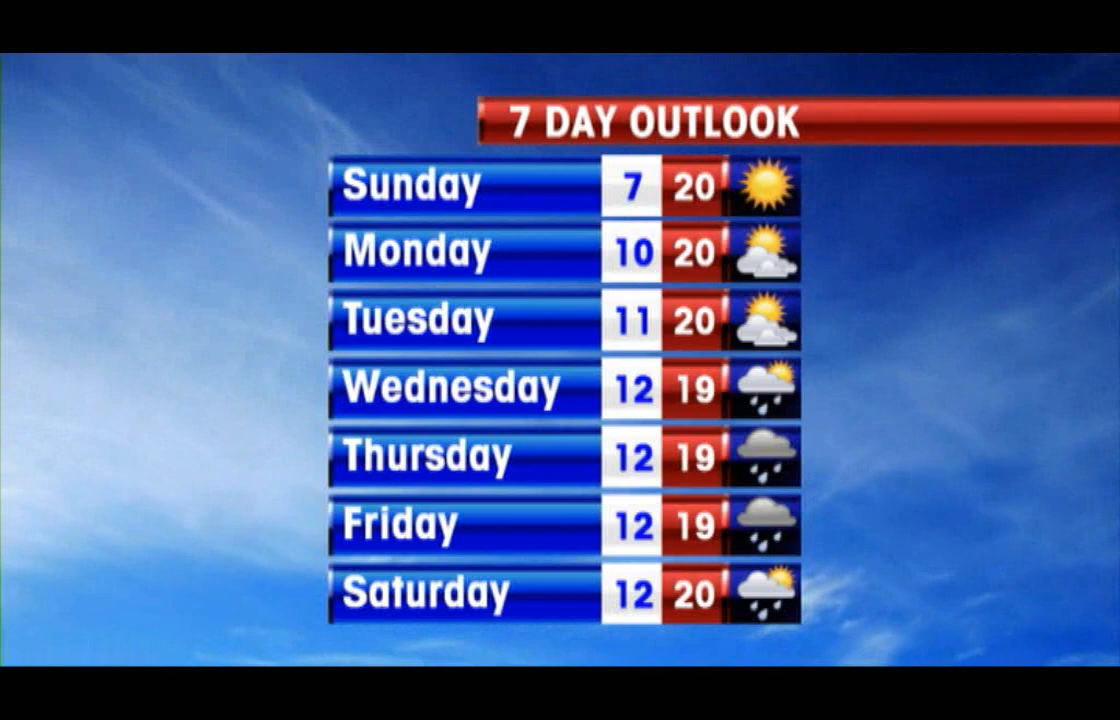 7 DAY OUTLOOK
Sunday 7 20
Monday 10 20
Tuesday 11 20
Wednesday 12 19
Thursday 12 19
Friday 12 19
Saturday 12 20